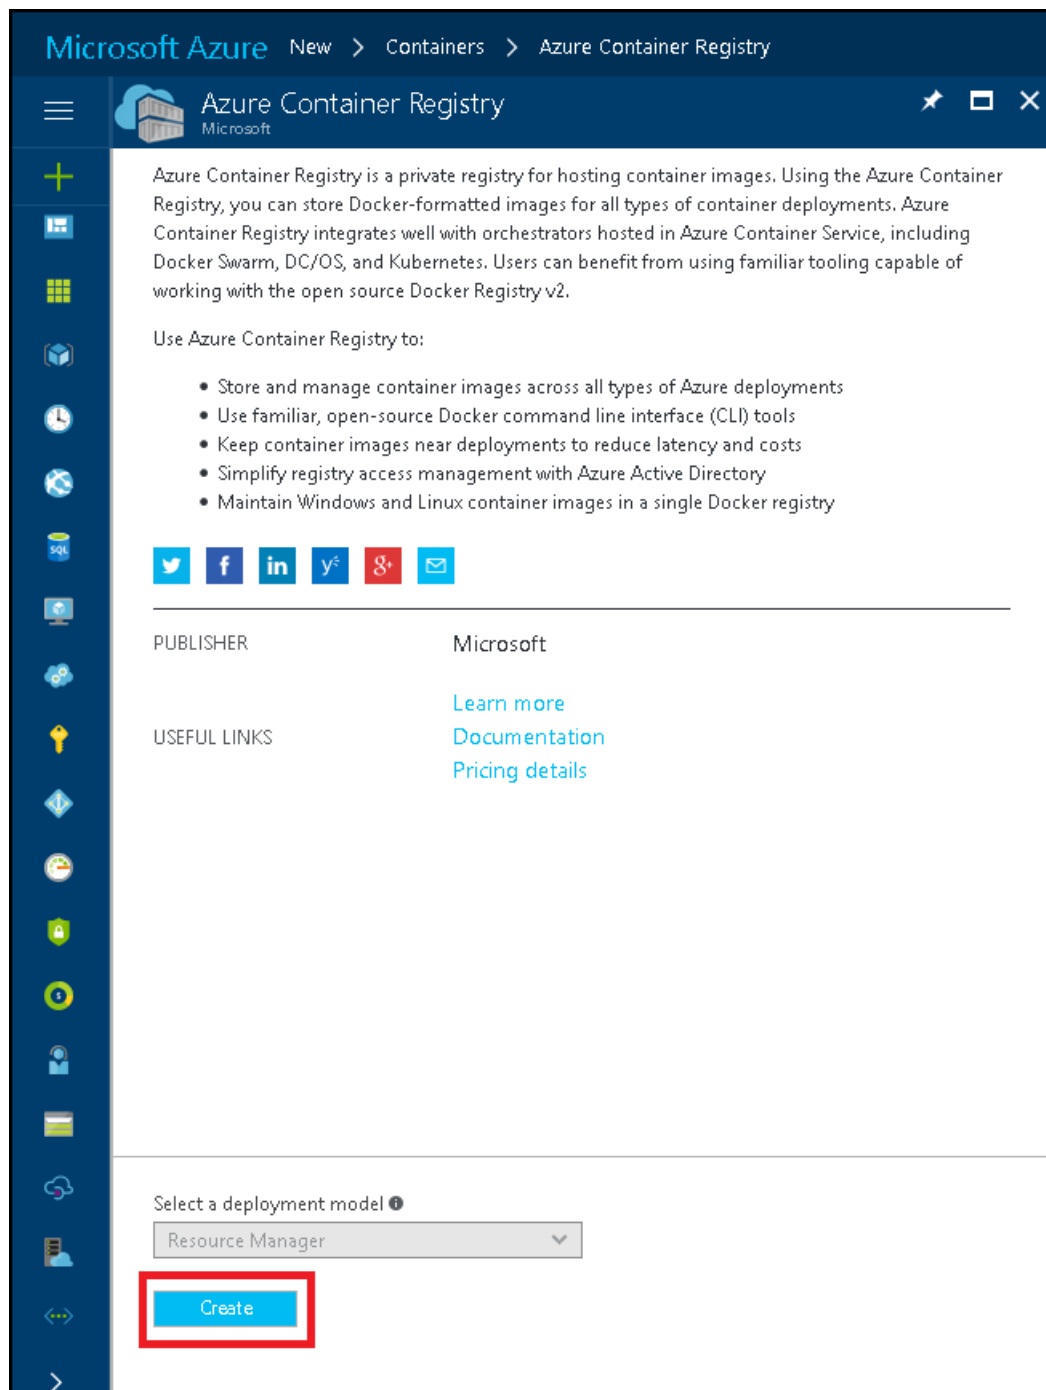 Microsoft Azure New > Containers > Azure Container Registry
Azure Container Registry
Microsoft
Azure Container Registry is a private registry for hosting container images. Using the Azure Container
Registry, you can store Docker-formatted images for all types of container deployments. Azure
Container Registry integrates well with orchestrators hosted in Azure Container Service, including
Docker Swarm, DC/OS, and Kubernetes. Users can benefit from using familiar tooling capable of
working with the open source Docker Registry v2.
Use Azure Container Registry to:
• Store and manage container images across all types of Azure deployments
• Use familiar, open-source Docker command line interface (CLI) tools
• Keep container images near deployments to reduce latency and costs
• Simplify registry access management with Azure Active Directory
• Maintain Windows and Linux container images in a single Docker registry
SQL
PUBLISHER Microsoft
Learn more
USEFUL LINKS Documentation
Pricing details
Select a deployment model
Resource Manager
Create